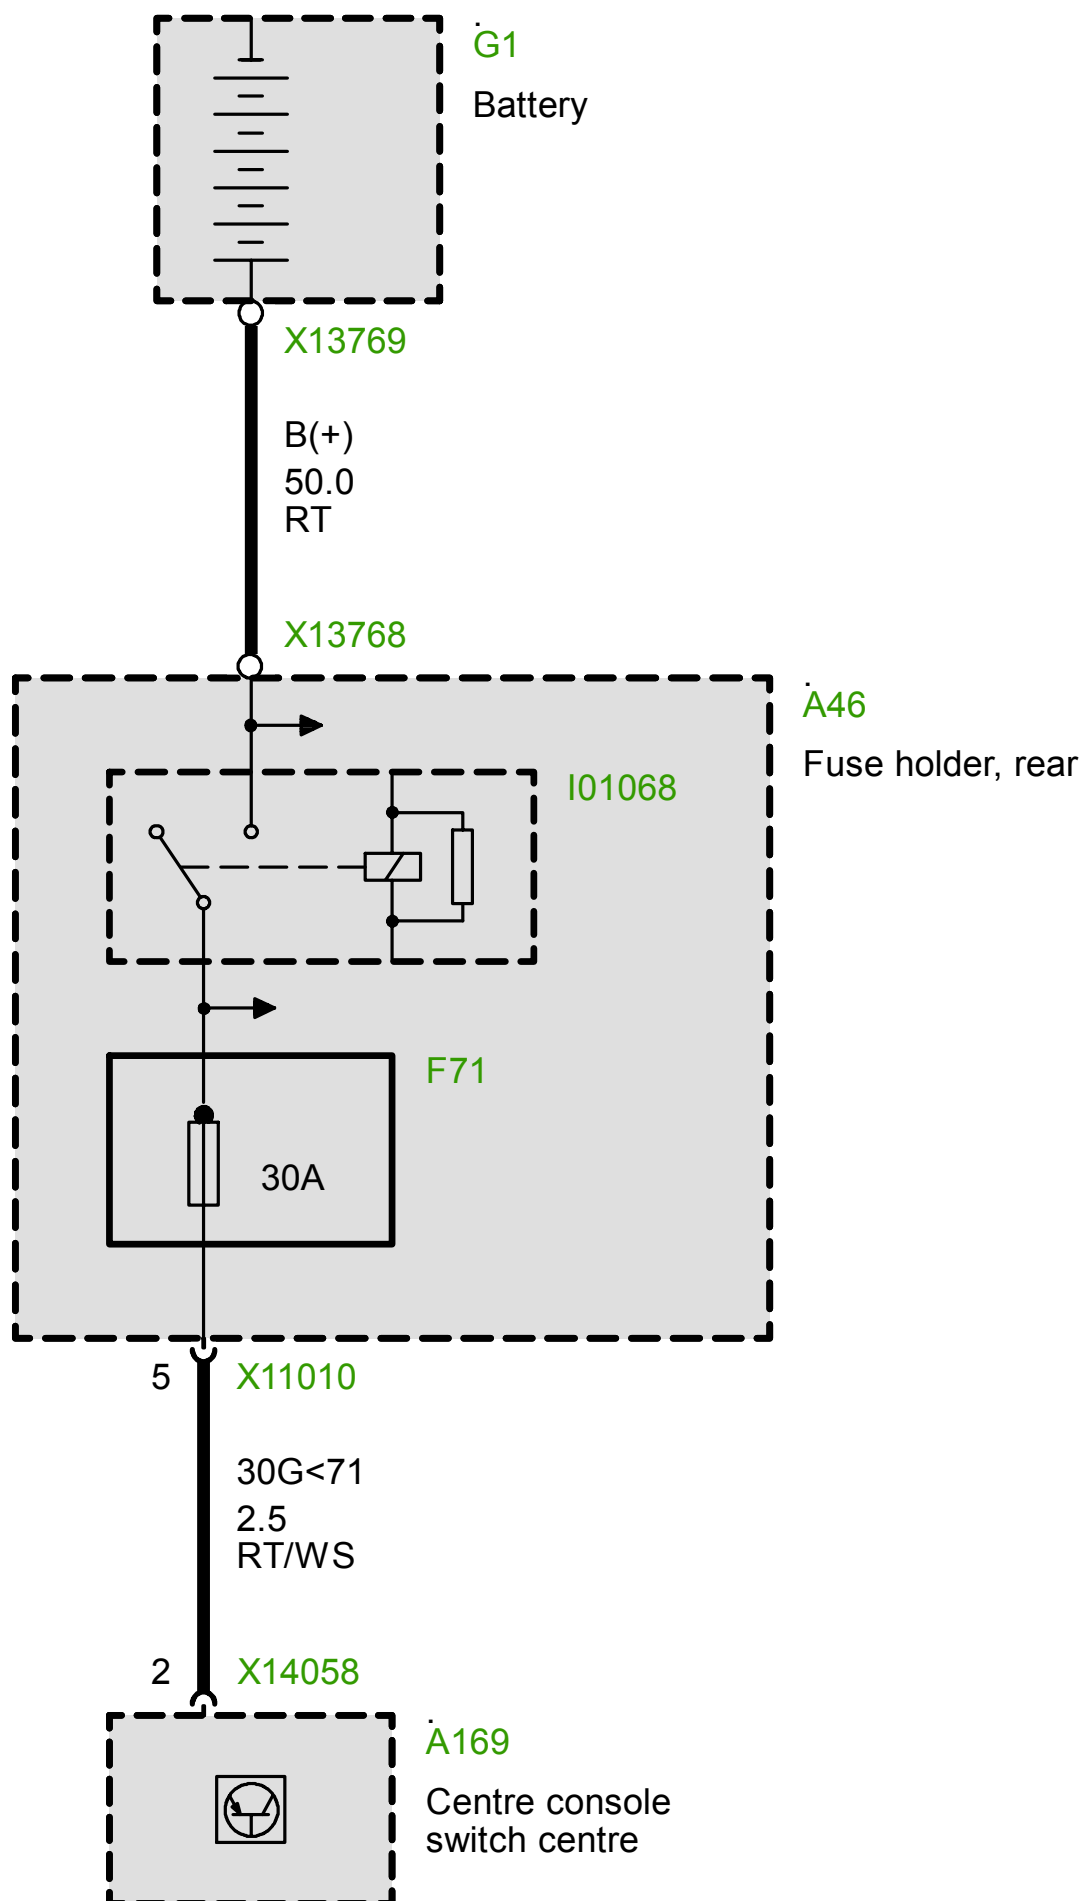 G1
Battery
X13769
B(+)
50.0
RT
X13768
A46
Fuse holder, rear
I01068
F71
30A
5 X11010
30G<71
2.5
RT/WS
2 X14058
A169
Centre console
switch centre